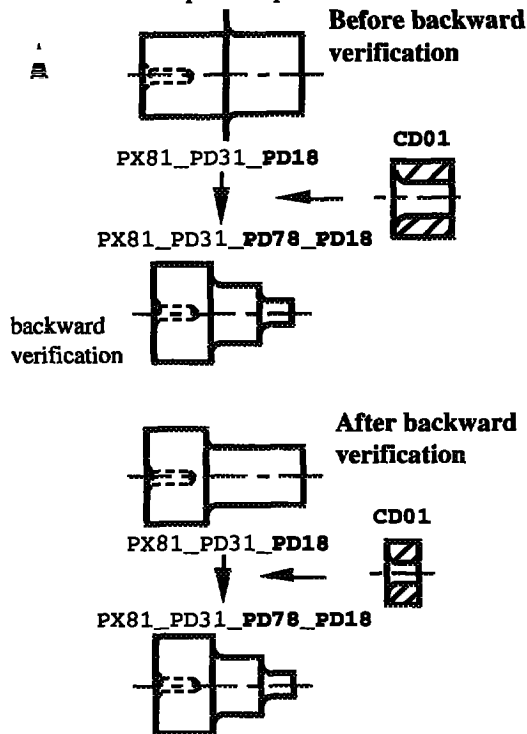 Before backward
verification
CD01
PX81_PD31_PD18
PX81_PD31_PD78_PD18
backward
verification
After backward
verification
CD01
PX81_PD31_PD18
PX81_PD31_PD78_PD18